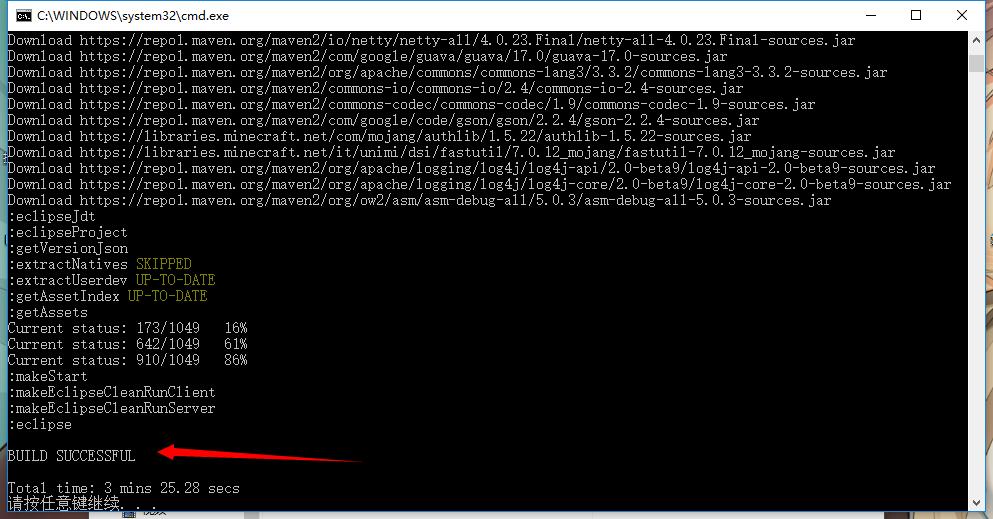 C:\WINDOWS\system32\cmd.exe
Download https://repo1.maven.org/maven2/io/netty/netty-all/4.0.23.Final/netty-all-4.0.23.Final-sources.jar
Download https://repo1.maven.org/maven2/com/google/guava/guava/17.0/guava-17.0-sources.jar
Download https://repo1.maven.org/maven2/org/apache/commons/commons-lang3/3.3.2/commons-lang3-3.3.2-sources.jar
Download https://repo1.maven.org/maven2/commons-io/commons-io/2.4/commons-io-2.4-sources.jar
Download https://repo1.maven.org/maven2/commons-codec/commons-codec/1.9/commons-codec-1.9-sources.jar
Download https://repo1.maven.org/maven2/com/google/code/gson/gson/2.2.4/gson-2.2.4-sources.jar
Download https://libraries.minecraft.net/com/mojang/authlib/1.5.22/authlib-1.5.22-sources.jar
Download https://libraries.minecraft.net/it/unimi/dsi/fastutil/7.0.12_mojang/fastutil-7.0.12_mojang-sources.jar
Download https://repo1.maven.org/maven2/org/apache/logging/log4j/log4j-api/2.0-beta9/log4j-api-2.0-beta9-sources.jar
Download https://repo1.maven.org/maven2/org/apache/logging/log4j/log4j-core/2.0-beta9/log4j-core-2.0-beta9-sources.jar
Download https://repo1.maven.org/maven2/org/ow2/asm/asm-debug-all/5.0.3/asm-debug-all-5.0.3-sources.jar
:eclipseJdt
:eclipseProject
:getVersionJson
:extractNatives SKIPPED
:extractUserdev UP-TO-DATE
:getAssetIndex UP-TO-DATE
:getAssets
Current status: 173/1049   16%
Current status: 642/1049   61%
Current status: 910/1049   86%
:makeStart
:makeEclipseCleanRunClient
:makeEclipseCleanRunServer
:eclipse
BUILD SUCCESSFUL
Total time: 3 mins 25.28 secs
请按任意键继续. . .